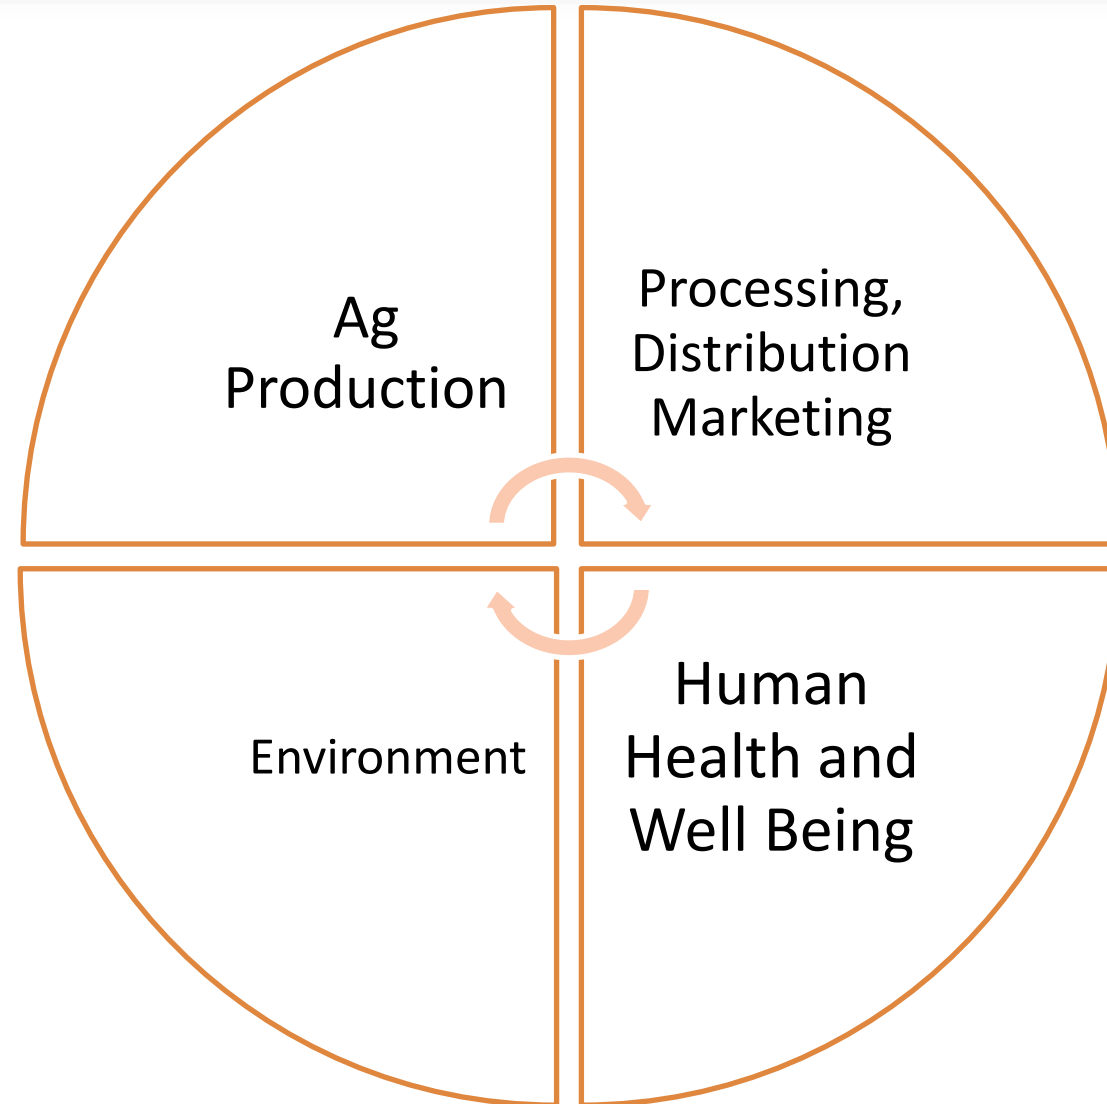 Ag
Production
Processing,
Distribution
Marketing
Environment
Human
Health and
Well Being